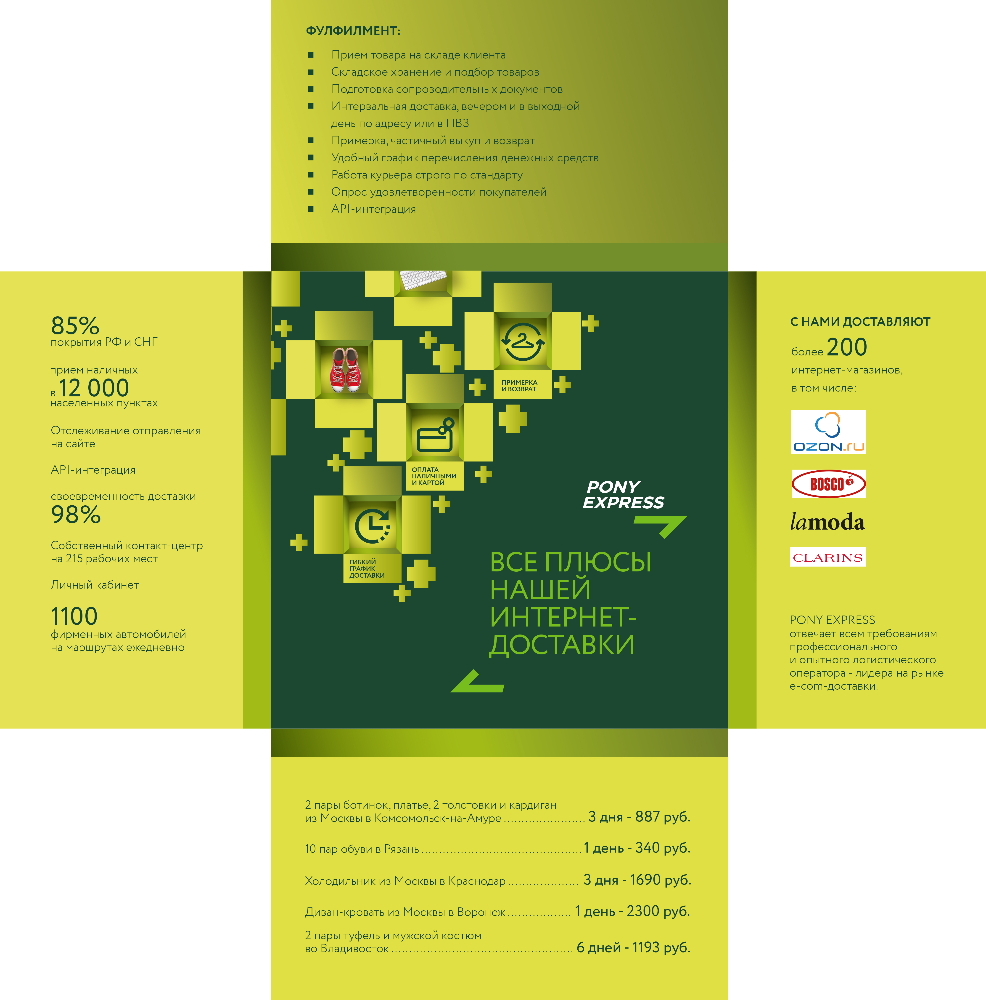 ФУЛФИЛМЕНТ:
Прием товара на складе клиента
Складское хранение и подбор товаров
Подготовка сопроводительных документов
Интервальная доставка, вечером и в выходной
день по адресу или в ПВЗ
Примерка, частичный выкуп и возврат
Удобный график перечисления денежных средств
Работа курьера строго по стандарту
Опрос удовлетворенности покупателей
API-интеграция
85%
покрытия РФ и СНГ
прием наличных
в 12 000
населенных пунктах
Отслеживание отправления
на сайте
API-интеграция
своевременность доставки
98%
Собственный контакт-центр
на 215 рабочих мест
Личный кабинет
1100
фирменных автомобилей
на маршрутах ежедневно
ПРИМЕРКА
И ВОЗВРАТ
ОПЛАТА
НАЛИЧНЫМИ
И КАРТОЙ
ГИБКИЙ
ГРАФИК
ДОСТАВКИ
PONY
EXPRESS
ВСЕ ПЛЮСЫ
НАШЕЙ
ИНТЕРНЕТ-
ДОСТАВКИ
С НАМИ ДОСТАВЛЯЮТ
более 200
интернет-магазинов,
в том числе:
OZON.ru
BOSCO
lamoda
CLARINS
PONY EXPRESS
отвечает всем требованиям
профессионального
и опытного логистического
оператора - лидера на рынке
e-com-доставки.
2 пары ботинок, платье, 2 толстовки и кардиган
из Москвы в Комсомольск-на-Амуре ....................... 3 дня - 887 руб.
10 пар обуви в Рязань ............................................. 1 день - 340 руб.
Холодильник из Москвы в Краснодар .................... 3 дня - 1690 руб.
Диван-кровать из Москвы в Воронеж .................. 1 день - 2300 руб.
2 пары туфель и мужской костюм
во Владивосток ................................................... 6 дней - 1193 руб.